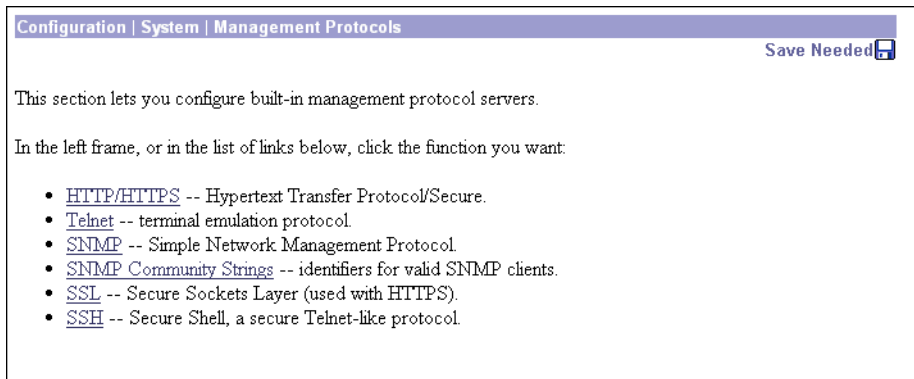 Configuration | System | Management Protocols
Save Needed
This section lets you configure built-in management protocol servers.
In the left frame, or in the list of links below, click the function you want:
• HTTP/HTTPS -- Hypertext Transfer Protocol/Secure.
• Telnet -- terminal emulation protocol.
• SNMP -- Simple Network Management Protocol.
• SNMP Community Strings -- identifiers for valid SNMP clients.
• SSL -- Secure Sockets Layer (used with HTTPS).
• SSH -- Secure Shell, a secure Telnet-like protocol.